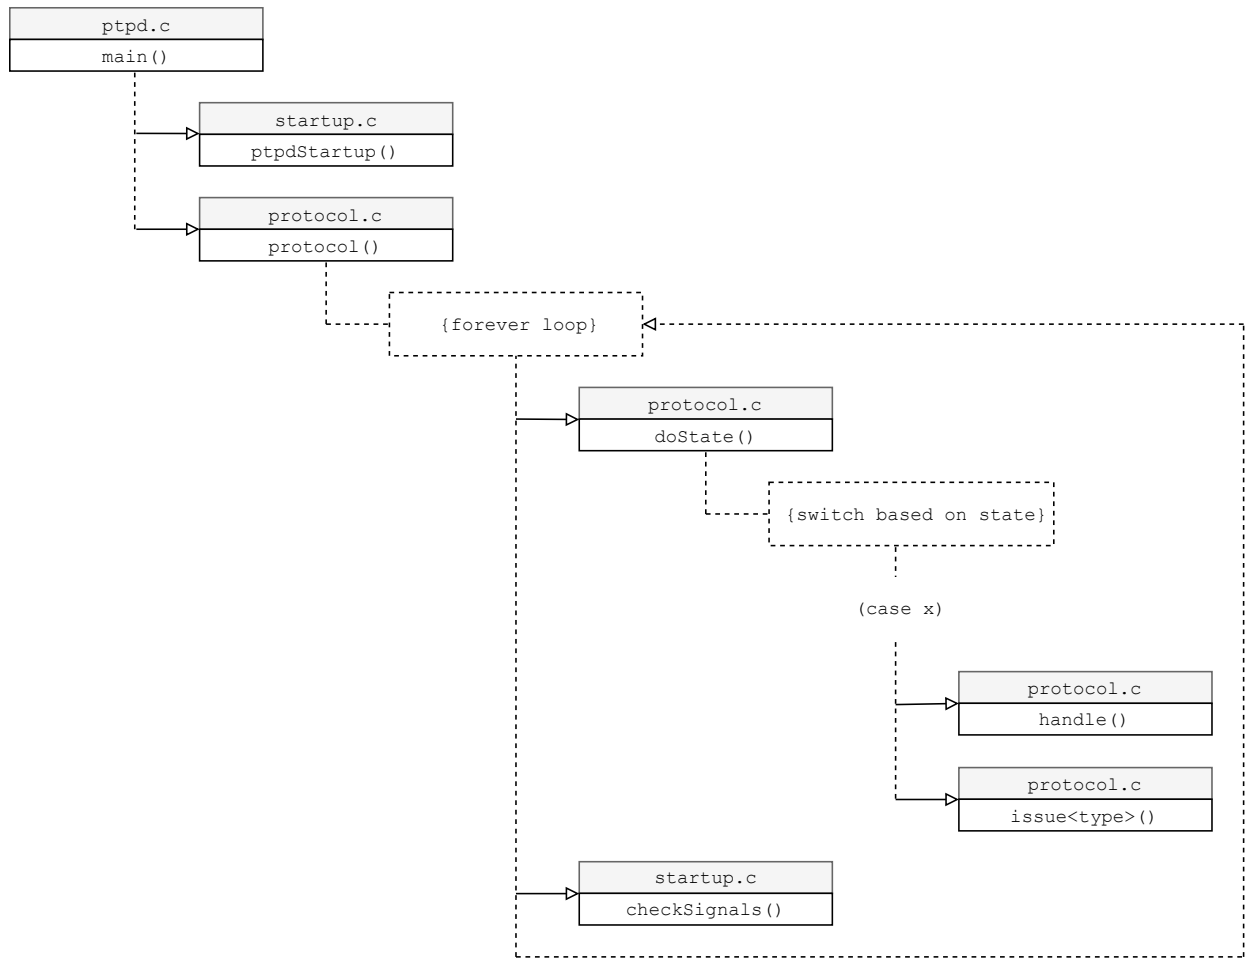 ptpd.c
main()
startup.c
ptpdStartup()
protocol.c
protocol()
{forever loop}
protocol.c
doState()
{switch based on state}
(case x)
protocol.c
handle()
protocol.c
issue<type>()
startup.c
checkSignals()